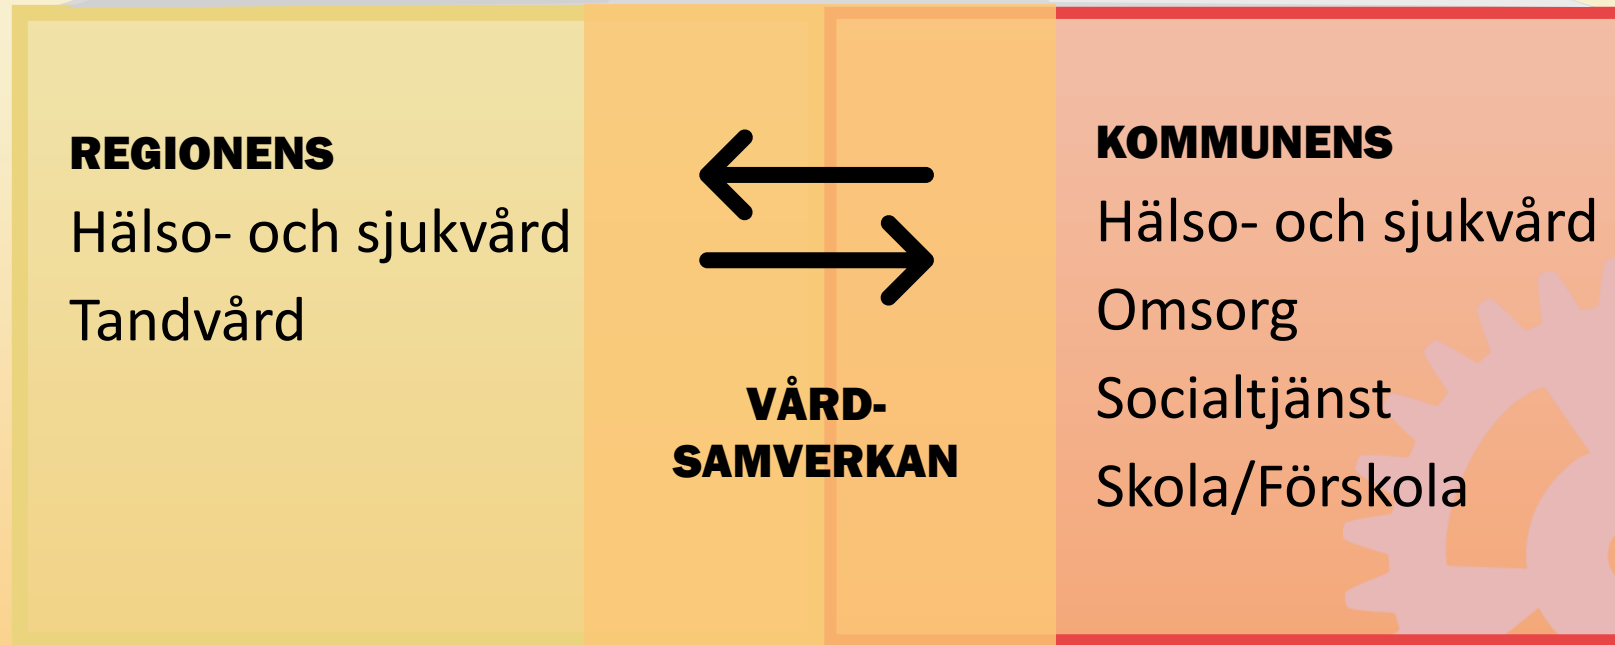 REGIONENS
Hälso- och sjukvård
Tandvård
VÅRD-
SAMVERKAN
KOMMUNENS
Hälso- och sjukvård
Omsorg
Socialtjänst
Skola/Förskola